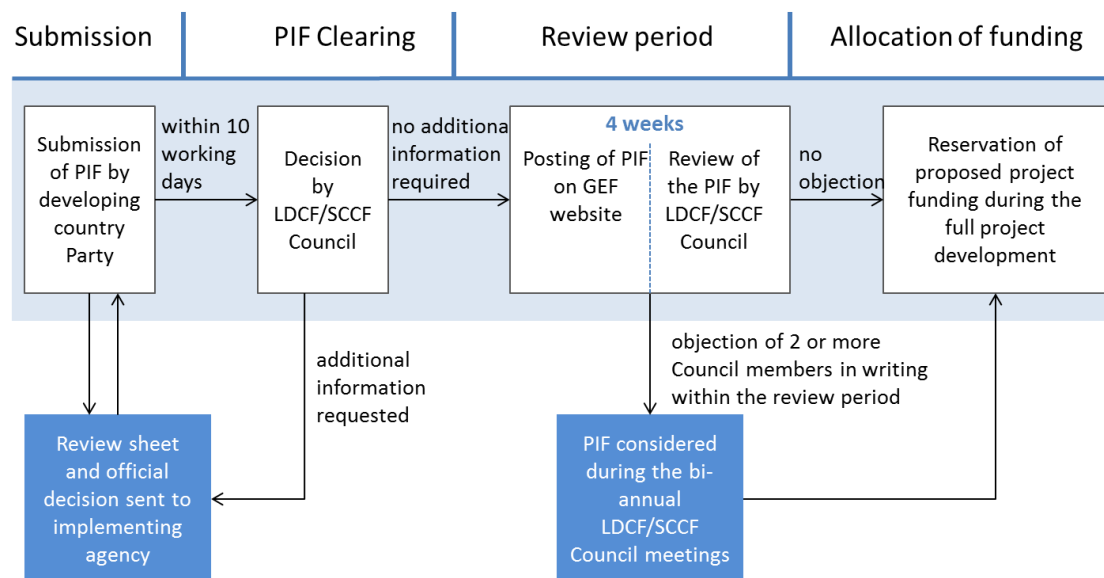 Submission
PIF Clearing
Review period
Allocation of funding
Submission
of PIF by
developing
country
Party
within 10
working
days
Decision
by
LDCF/SCCF
Council
no additiona
information
required
4 weeks
Posting of PIF
on GEF
website
Review of
the PIF by
LDCF/SCCF
Council
no
objection
Reservation of
proposed project
funding during the
full project
development
additional
information
requested
objection of 2 or more
Council members in writing
within the review period
Review sheet
and official
decision sent to
implementing
agency
PIF considered
during the bi-
annual
LDCF/SCCF
Council meetings